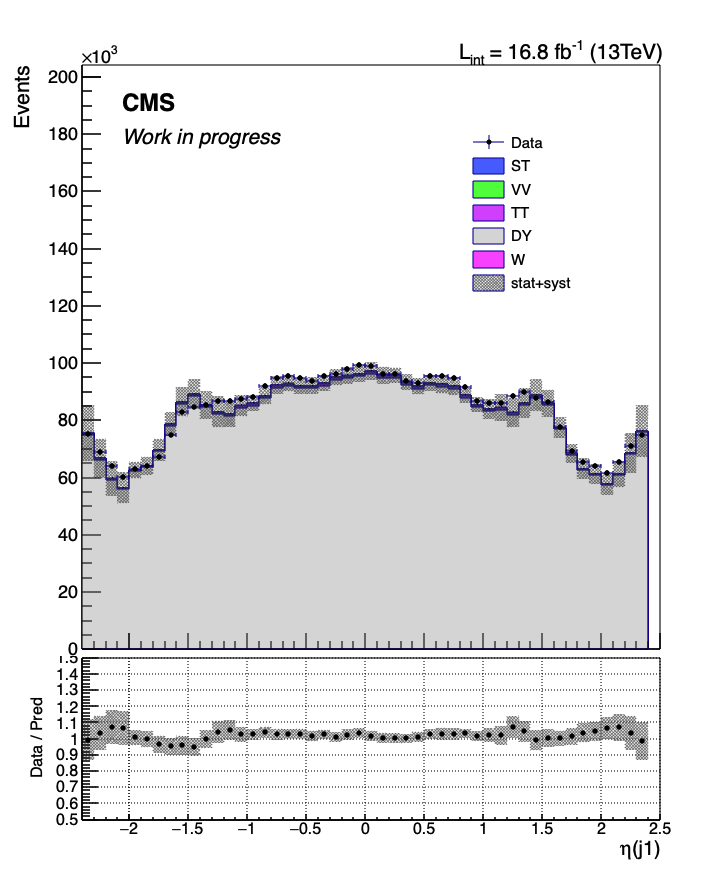 ×10³
L_int = 16.8 fb⁻¹ (13TeV)
Events
200
180
160
140
120
100
80
60
40
20
0
CMS
Work in progress
Data
ST
VV
TT
DY
W
stat+syst
Data / Pred
1.5
1.4
1.3
1.2
1.1
1
0.9
0.8
0.7
0.6
0.5
−2
−1.5
−1
−0.5
0
0.5
1
1.5
2
2.5
η(j1)